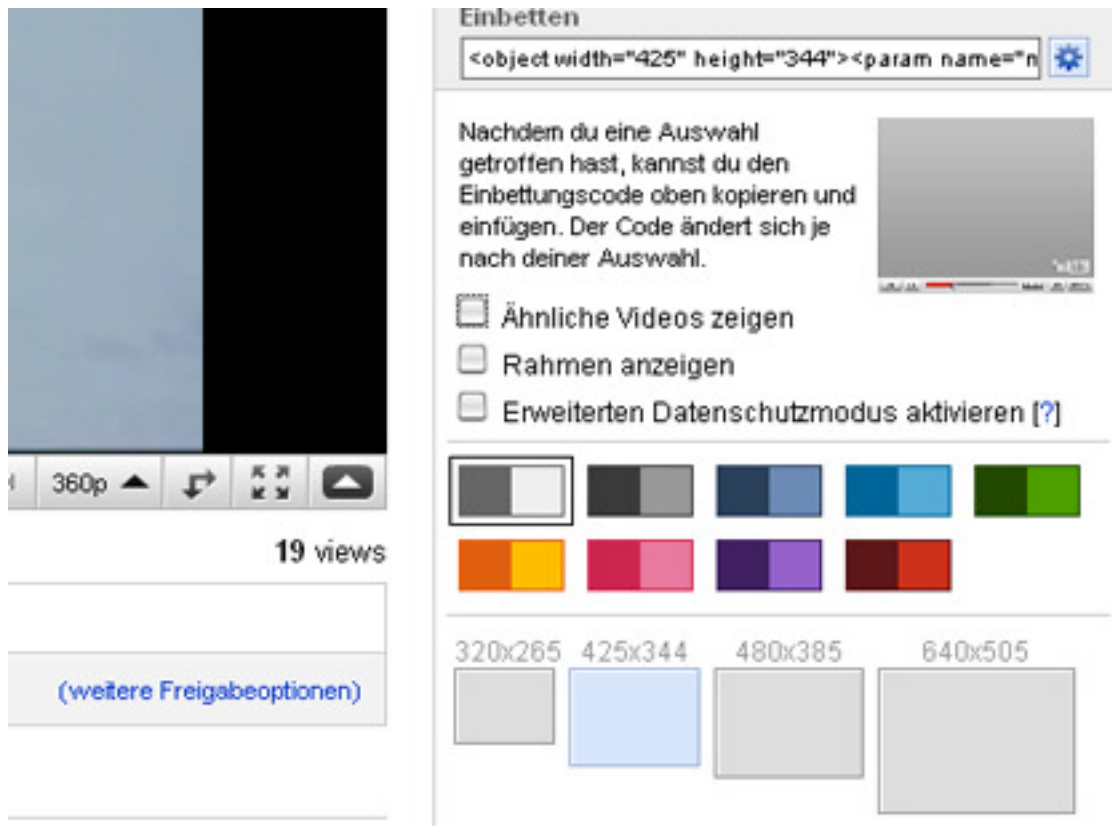 Einbetten
<object width="425" height="344"><param name="n
Nachdem du eine Auswahl
getroffen hast, kannst du den
Einbettungscode oben kopieren und
einfügen. Der Code ändert sich je
nach deiner Auswahl.
Ähnliche Videos zeigen
Rahmen anzeigen
Erweiterten Datenschutzmodus aktivieren [?]
360p
19 views
(weitere Freigabeoptionen)
320x265 425x344 480x385 640x505